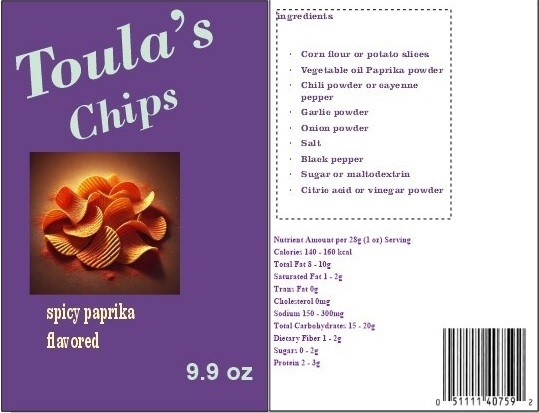 Toula's
Chips
spicy paprika
flavored
9.9 oz
ingredients
· Corn flour or potato slices
· Vegetable oil Paprika powder
· Chili powder or cayenne
pepper
· Garlic powder
· Onion powder
· Salt
· Black pepper
· Sugar or maltodextrin
· Citric acid or vinegar powder
Nutrient Amount per 28g (1 oz) Serving
Calories 140 - 160 kcal
Total Fat 8 - 10g
Saturated Fat 1 - 2g
Trans Fat 0g
Cholesterol 0mg
Sodium 150 - 300mg
Total Carbohydrates 15 - 20g
Dietary Fiber 1 - 2g
Sugars 0 - 2g
Protein 2 - 3g
0 51111 40759 2